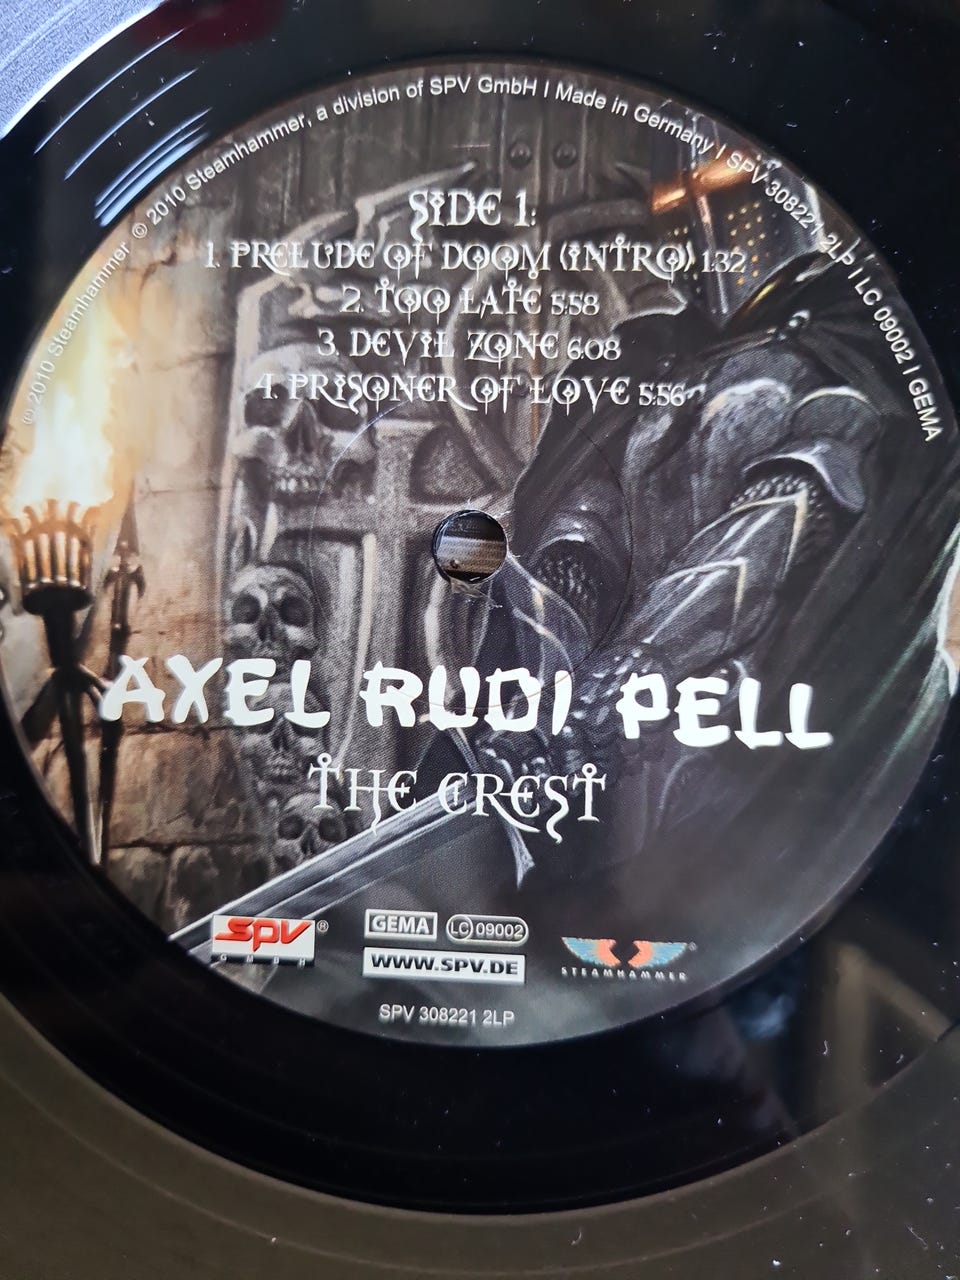 ℗ 2010 Steamhammer © 2010 Steamhammer, a division of SPV GmbH I Made in Germany I SPV 308221 2LP I LC 09002 I GEMA
SIDE 1:
1. PRELUDE OF DOOM (INTRO) 1:32
2. TOO LATE 5:58
3. DEVIL ZONE 6:08
4. PRISONER OF LOVE 5:56
AXEL RUDI PELL
THE CREST
SPV®
GMBH
GEMA LC 09002
WWW.SPV.DE
STEAMHAMMER®
SPV 308221 2LP